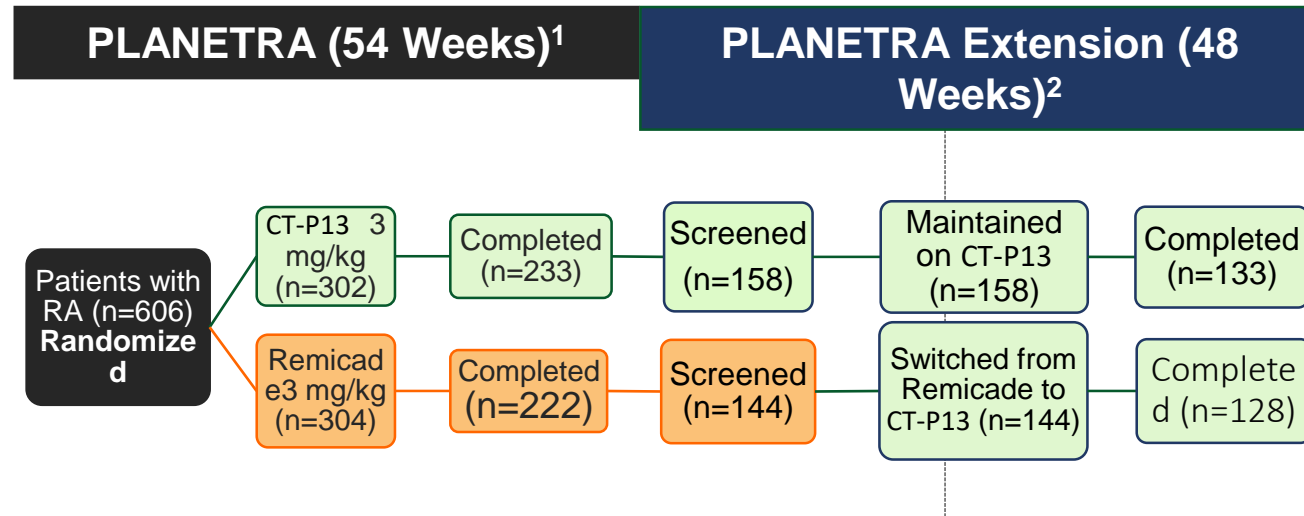 PLANETRA (54 Weeks)1
PLANETRA Extension (48
Weeks)2
Patients with
RA (n=606)
Randomize
d
CT-P13 3
mg/kg
(n=302)
Completed
(n=233)
Screened
(n=158)
Maintained
on CT-P13
(n=158)
Completed
(n=133)
Remicad
e3 mg/kg
(n=304)
Completed
(n=222)
Screened
(n=144)
Switched from
Remicade to
CT-P13 (n=144)
Complete
d (n=128)